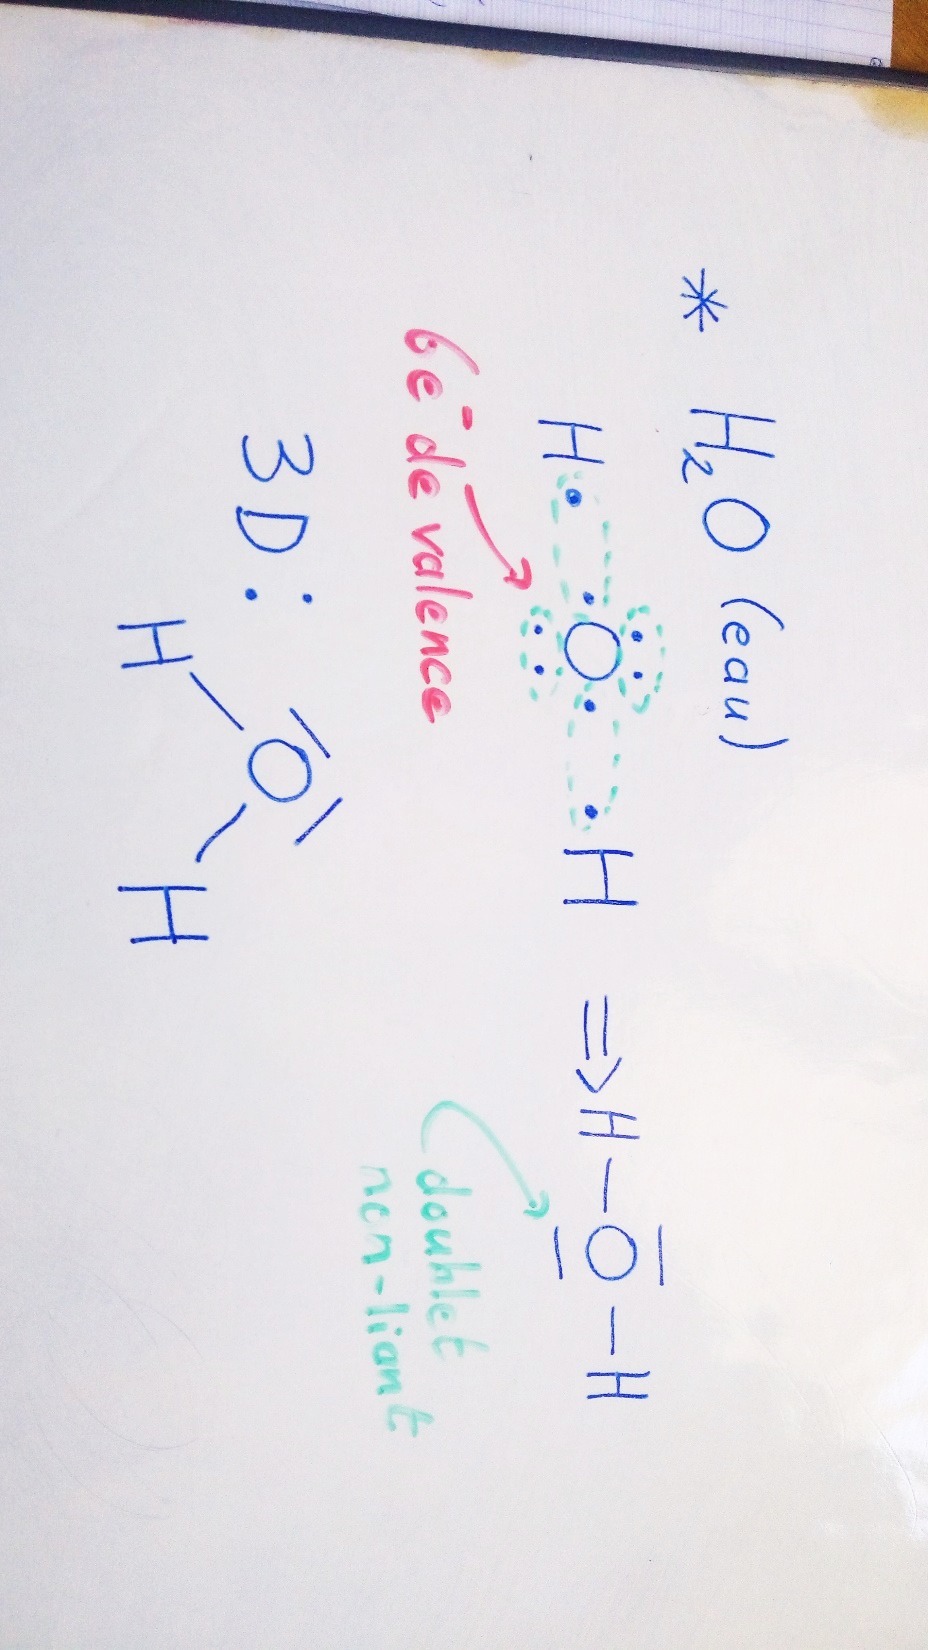 * H₂O (eau)
H • • O • • H ⇒ H – O – H
6e⁻ de valence
doublet
non-liant
3D :
O
H H